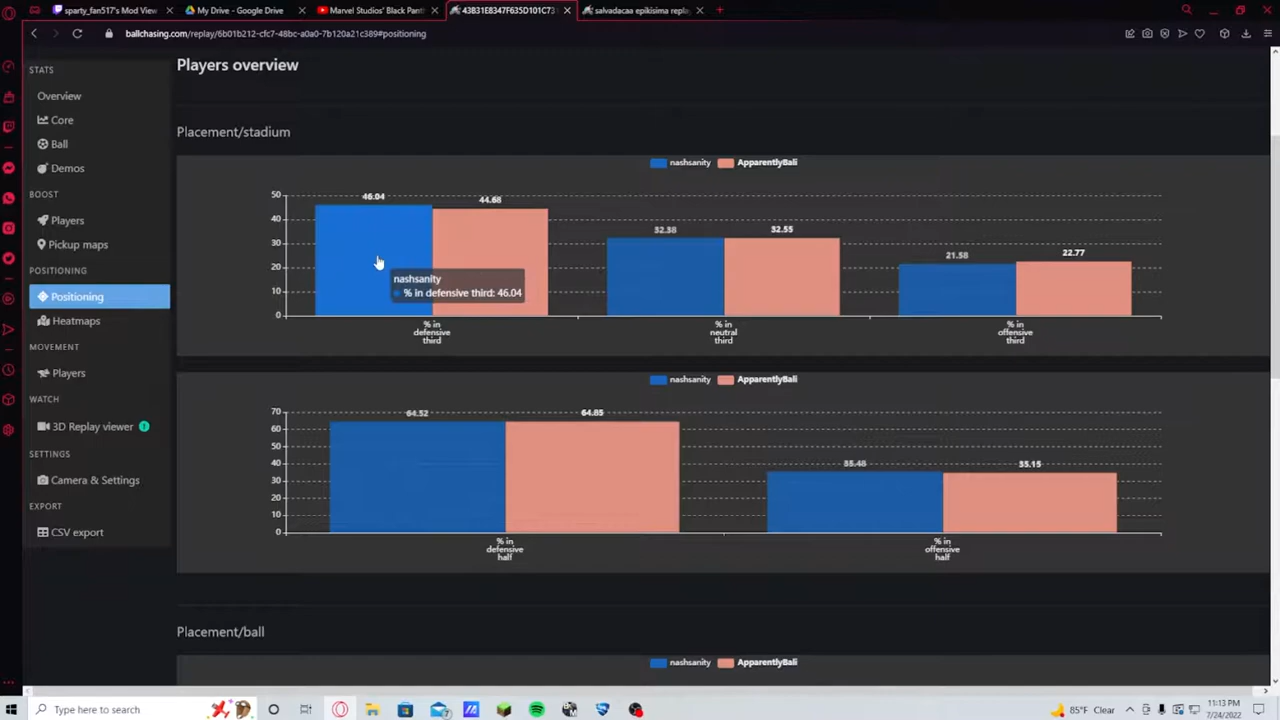 sparty_fan517's Mod View
My Drive - Google Drive
Marvel Studios' Black Pant
43B31E8347F635D101C73
salvadacaa epikisima repla
ballchasing.com/replay/6b01b212-cfc7-48bc-a0a0-7b120a21c389#positioning
STATS
Overview
Core
Ball
Demos
BOOST
Players
Pickup maps
POSITIONING
Positioning
Heatmaps
MOVEMENT
Players
WATCH
3D Replay viewer
SETTINGS
Camera & Settings
EXPORT
CSV export
Players overview
Placement/stadium
nashsanity ApparentlyBali
50
40
30
20
10
0
46.04 44.68
32.38 32.55
21.58 22.77
nashsanity
% in defensive third: 46.04
% in
defensive
third
% in
neutral
third
% in
offensive
third
nashsanity ApparentlyBali
70
60
50
40
30
20
10
0
64.52 64.85
35.48 35.15
% in
defensive
half
% in
offensive
half
Placement/ball
nashsanity ApparentlyBali
Type here to search
85°F Clear
11:13 PM
7/24/2022